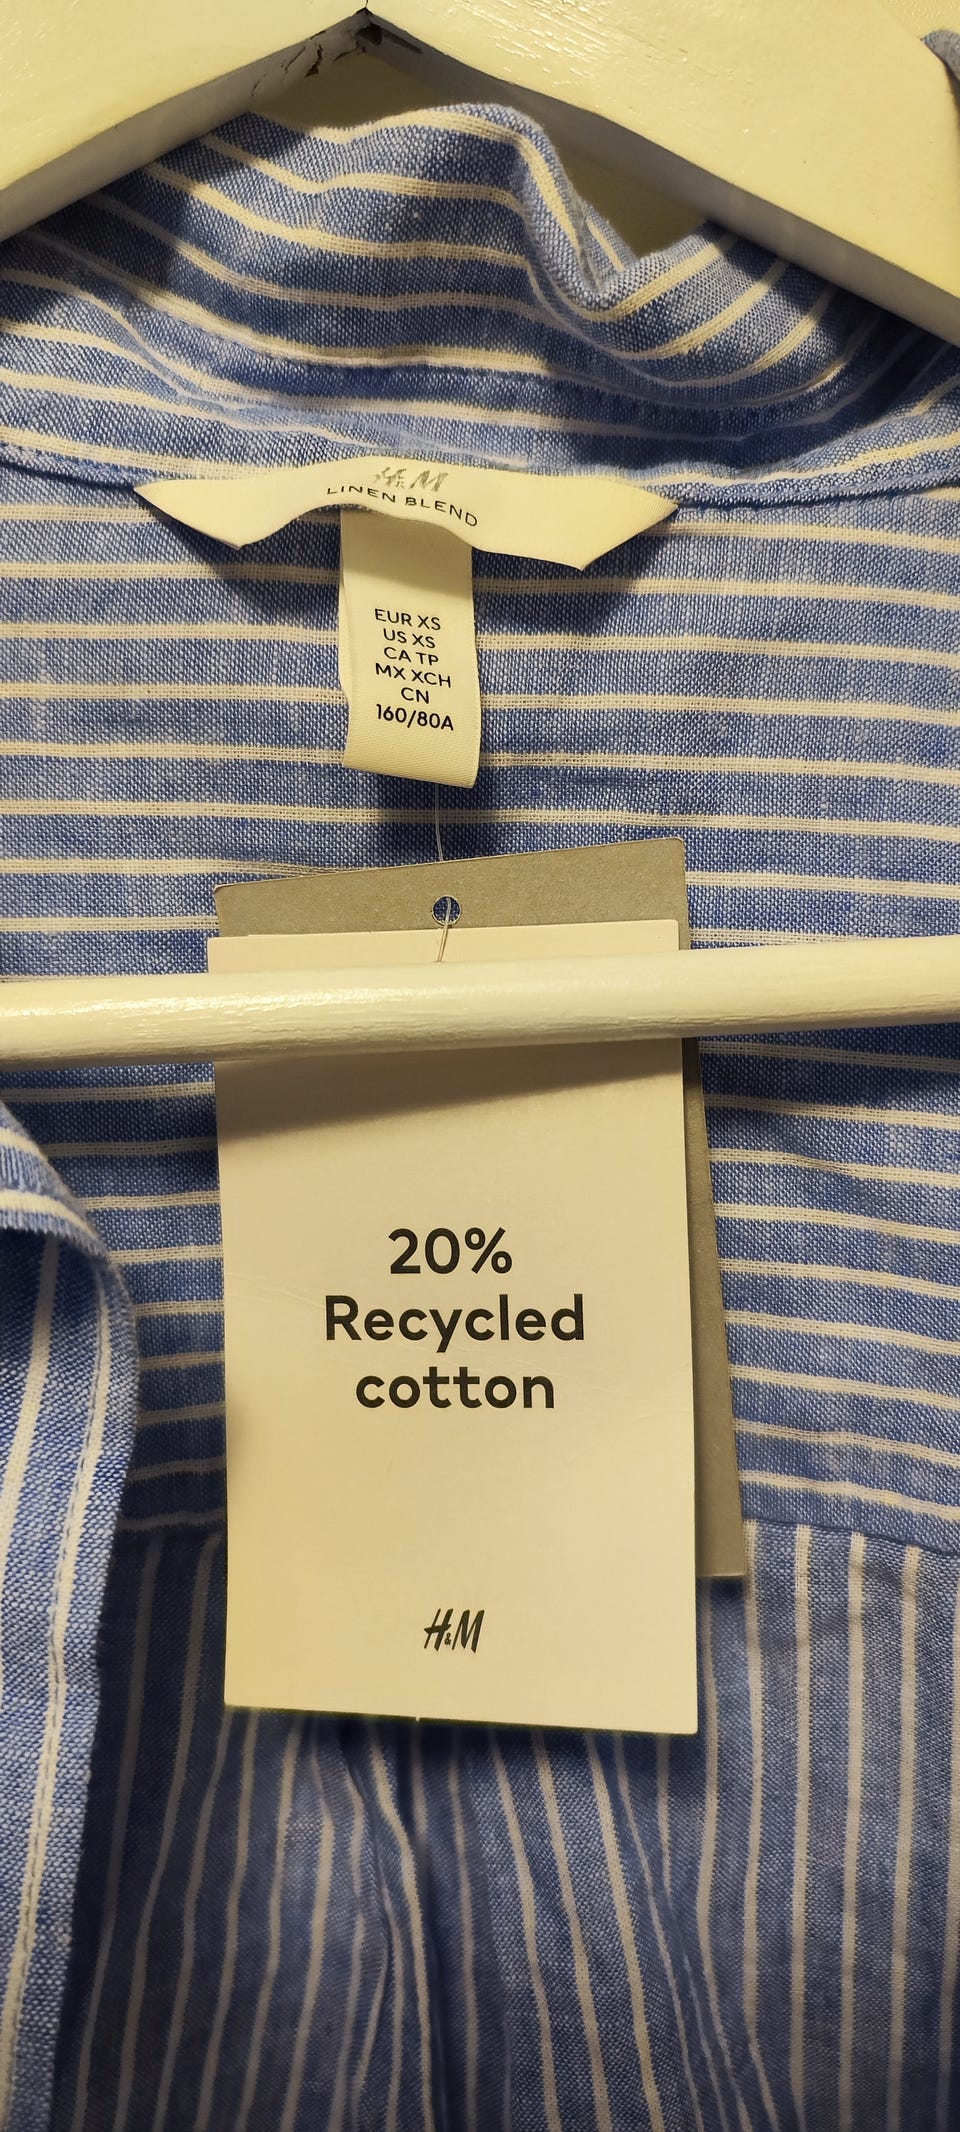 H&M
LINEN BLEND
EUR XS
US XS
CA TP
MX XCH
CN
160/80A
20%
Recycled
cotton
H&M